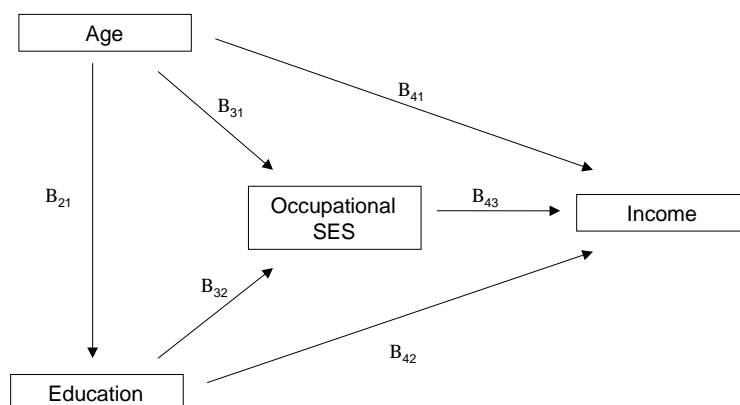 Age
B₄₁
B₃₁
B₂₁
Occupational
SES
B₄₃
Income
B₃₂
B₄₂
Education